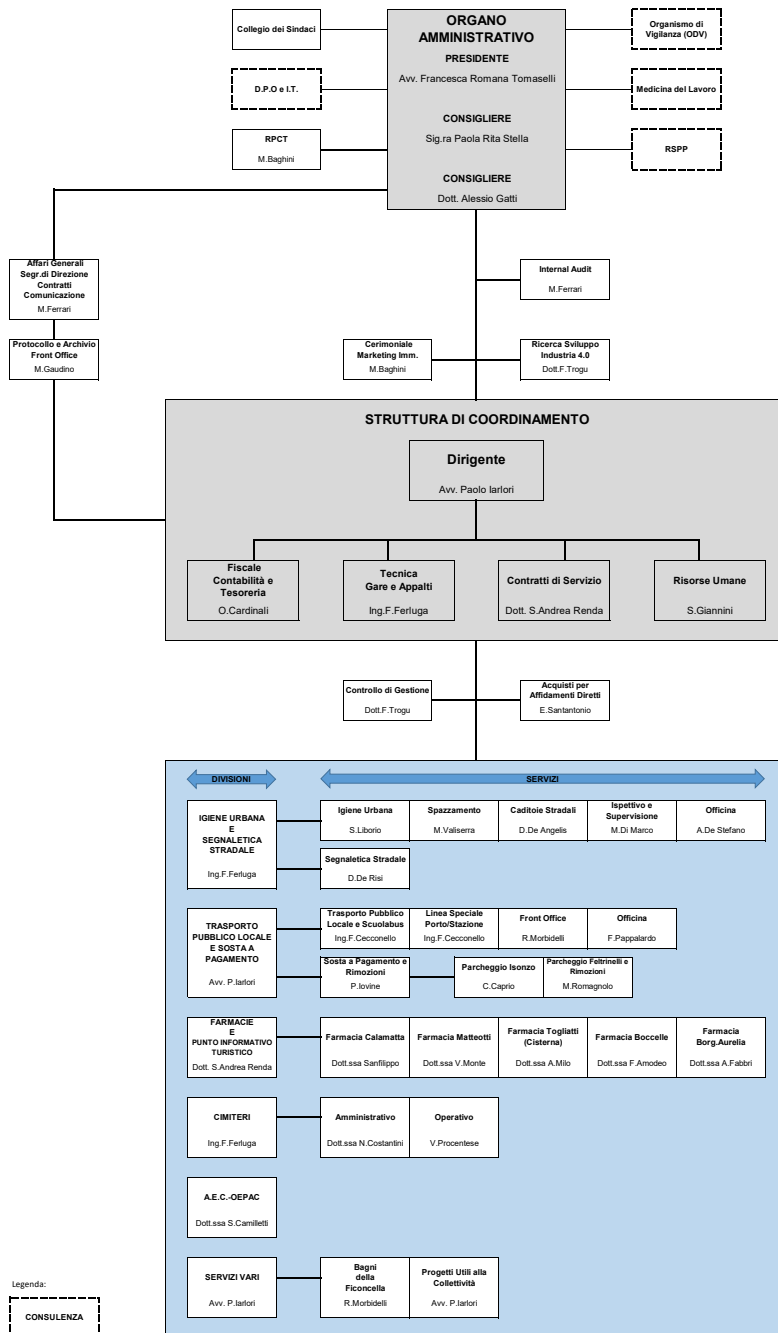 ORGANO
AMMINISTRATIVO
PRESIDENTE
Avv. Francesca Romana Tomaselli
CONSIGLIERE
Sig.ra Paola Rita Stella
CONSIGLIERE
Dott. Alessio Gatti
Collegio dei Sindaci
D.P.O e I.T.
RPCT
M.Baghini
Organismo di
Vigilanza (ODV)
Medicina del Lavoro
RSPP
Affari Generali
Segr.di Direzione
Contratti
Comunicazione
M.Ferrari
Protocollo e Archivio
Front Office
M.Gaudino
Internal Audit
M.Ferrari
Cerimoniale
Marketing Imm.
M.Baghini
Ricerca Sviluppo
Industria 4.0
Dott.F.Trogu
STRUTTURA DI COORDINAMENTO
Dirigente
Avv. Paolo Iarlori
Fiscale
Contabilità e
Tesoreria
O.Cardinali
Tecnica
Gare e Appalti
Ing.F.Ferluga
Contratti di Servizio
Dott. S.Andrea Renda
Risorse Umane
S.Giannini
Controllo di Gestione
Dott.F.Trogu
Acquisti per
Affidamenti Diretti
E.Santantonio
DIVISIONI
SERVIZI
IGIENE URBANA
E
SEGNALETICA
STRADALE
Ing.F.Ferluga
Igiene Urbana
S.Liborio
Spazzamento
M.Valiserra
Caditoie Stradali
D.De Angelis
Ispettivo e
Supervisione
M.Di Marco
Officina
A.De Stefano
Segnaletica Stradale
D.De Risi
TRASPORTO
PUBBLICO LOCALE
E SOSTA A
PAGAMENTO
Avv. P.Iarlori
Trasporto Pubblico
Locale e Scuolabus
Ing.F.Cecconello
Linea Speciale
Porto/Stazione
Ing.F.Cecconello
Front Office
R.Morbidelli
Officina
F.Pappalardo
Sosta a Pagamento e
Rimozioni
P.Iovine
Parcheggio Isonzo
C.Caprio
Parcheggio Feltrinelli e
Rimozioni
M.Romagnolo
FARMACIE
E
PUNTO INFORMATIVO
TURISTICO
Dott. S.Andrea Renda
Farmacia Calamatta
Dott.ssa Sanfilippo
Farmacia Matteotti
Dott.ssa V.Monte
Farmacia Togliatti
(Cisterna)
Dott.ssa A.Milo
Farmacia Boccelle
Dott.ssa F.Amodeo
Farmacia
Borg.Aurelia
Dott.ssa A.Fabbri
CIMITERI
Ing.F.Ferluga
Amministrativo
Dott.ssa N.Costantini
Operativo
V.Procentese
A.E.C.-OEPAC
Dott.ssa S.Camilletti
SERVIZI VARI
Avv. P.Iarlori
Bagni
della
Ficoncella
R.Morbidelli
Progetti Utili alla
Collettività
Avv. P.Iarlori
Legenda:
CONSULENZA